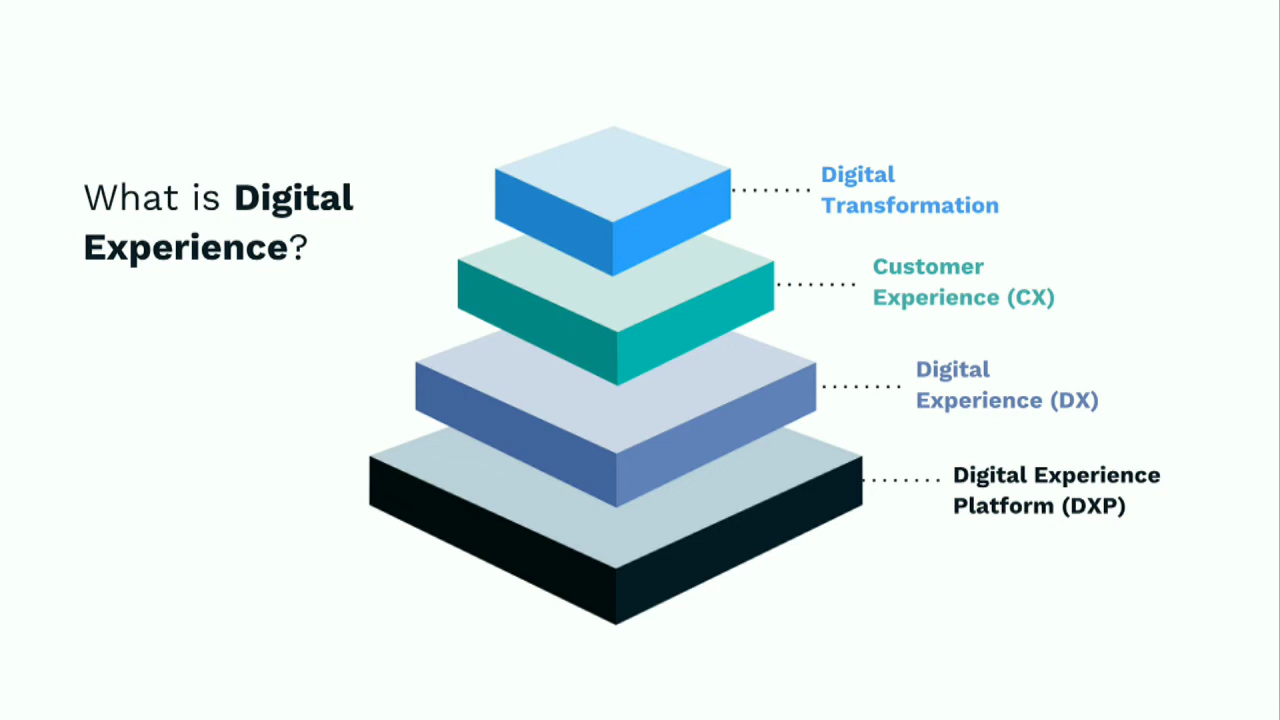 What is Digital
Experience?
Digital
Transformation
Customer
Experience (CX)
Digital
Experience (DX)
Digital Experience
Platform (DXP)